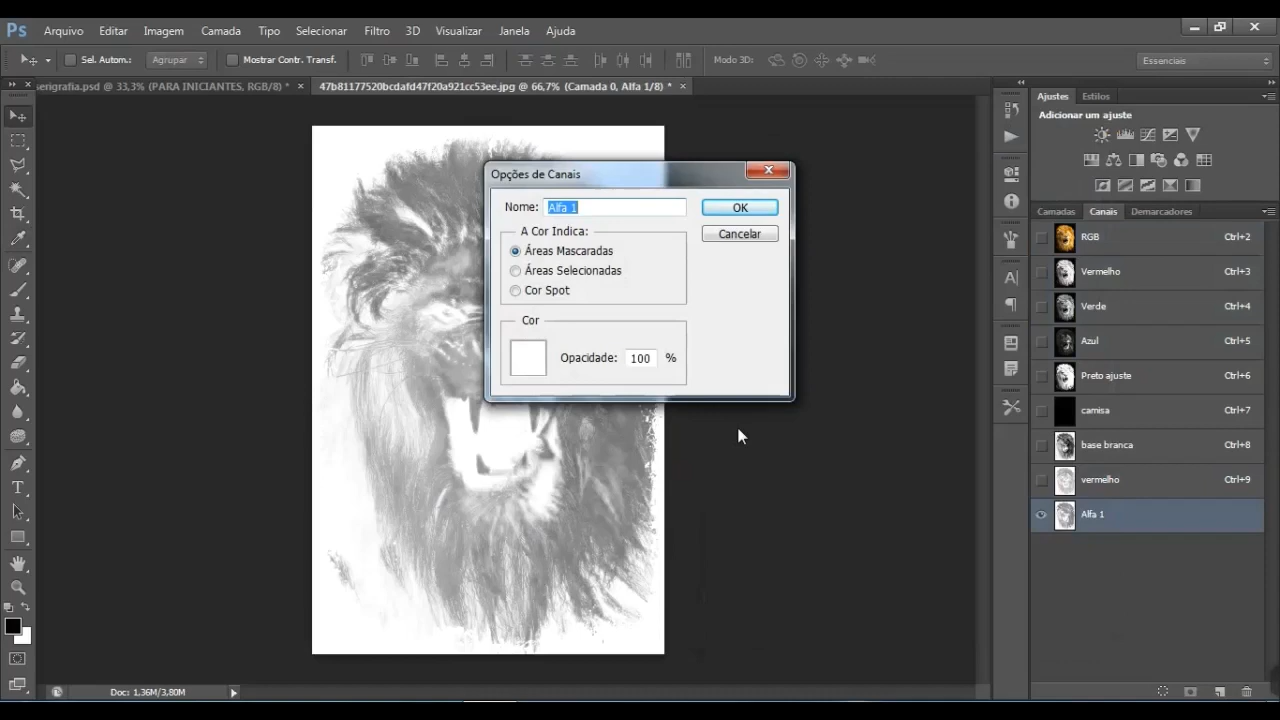 Ps Arquivo Editar Imagem Camada Tipo Selecionar Filtro 3D Visualizar Janela Ajuda
Sel. Autom.: Agrupar Mostrar Contr. Transf. Modo 3D: Essenciais
serigrafia.psd @ 33,3% (PARA INICIANTES, RGB/8) * × 47b81177520bcdafd47f20a921cc53ee.jpg @ 66,7% (Camada 0, Alfa 1/8) * ×
Ajustes Estilos
Adicionar um ajuste
Opções de Canais
Nome: Alfa 1 OK
A Cor Indica: Cancelar
Áreas Mascaradas
Áreas Selecionadas
Cor Spot
Cor
Opacidade: 100 %
Camadas Canais Demarcadores
RGB Ctrl+2
Vermelho Ctrl+3
Verde Ctrl+4
Azul Ctrl+5
Preto ajuste Ctrl+6
camisa Ctrl+7
base branca Ctrl+8
vermelho Ctrl+9
Alfa 1
Doc: 1,36M/3,80M